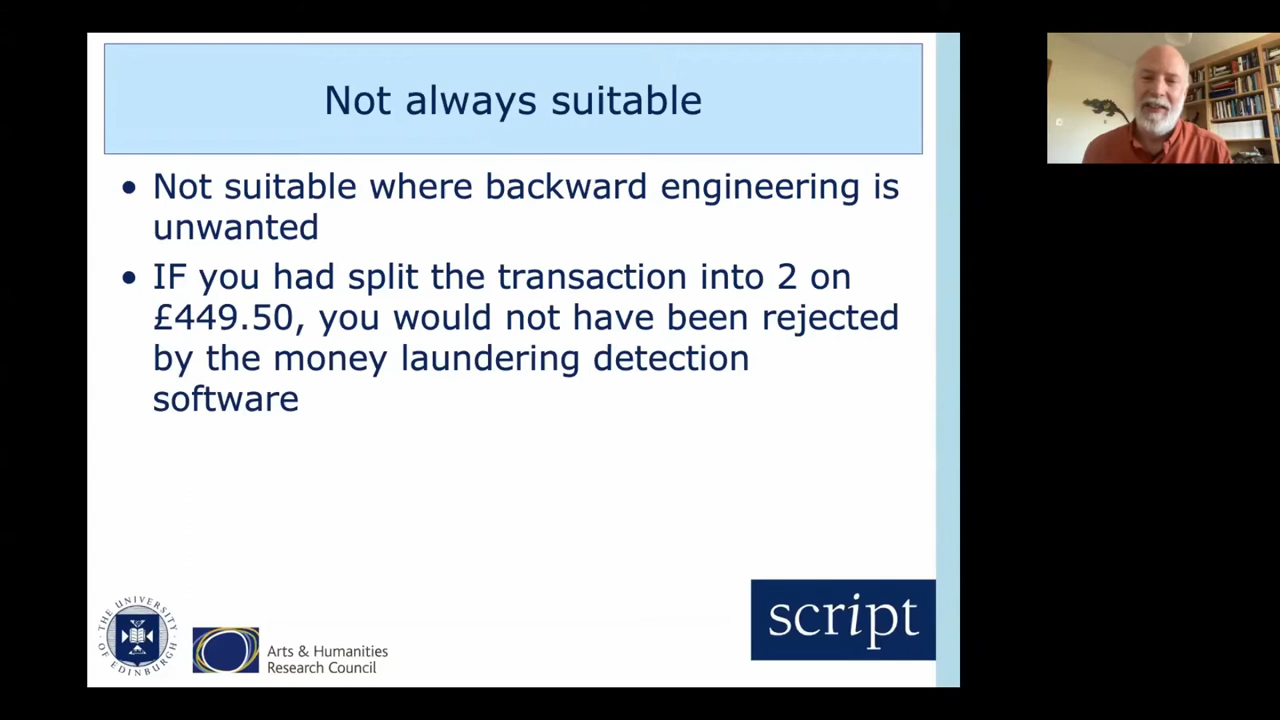 Not always suitable
• Not suitable where backward engineering is
unwanted
• IF you had split the transaction into 2 on
£449.50, you would not have been rejected
by the money laundering detection
software
script
THE UNIVERSITY OF EDINBURGH
Arts & Humanities
Research Council